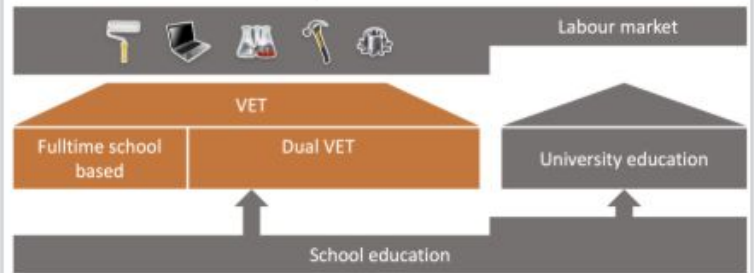 Labour market
VET
Fulltime school
based
Dual VET
University education
School education